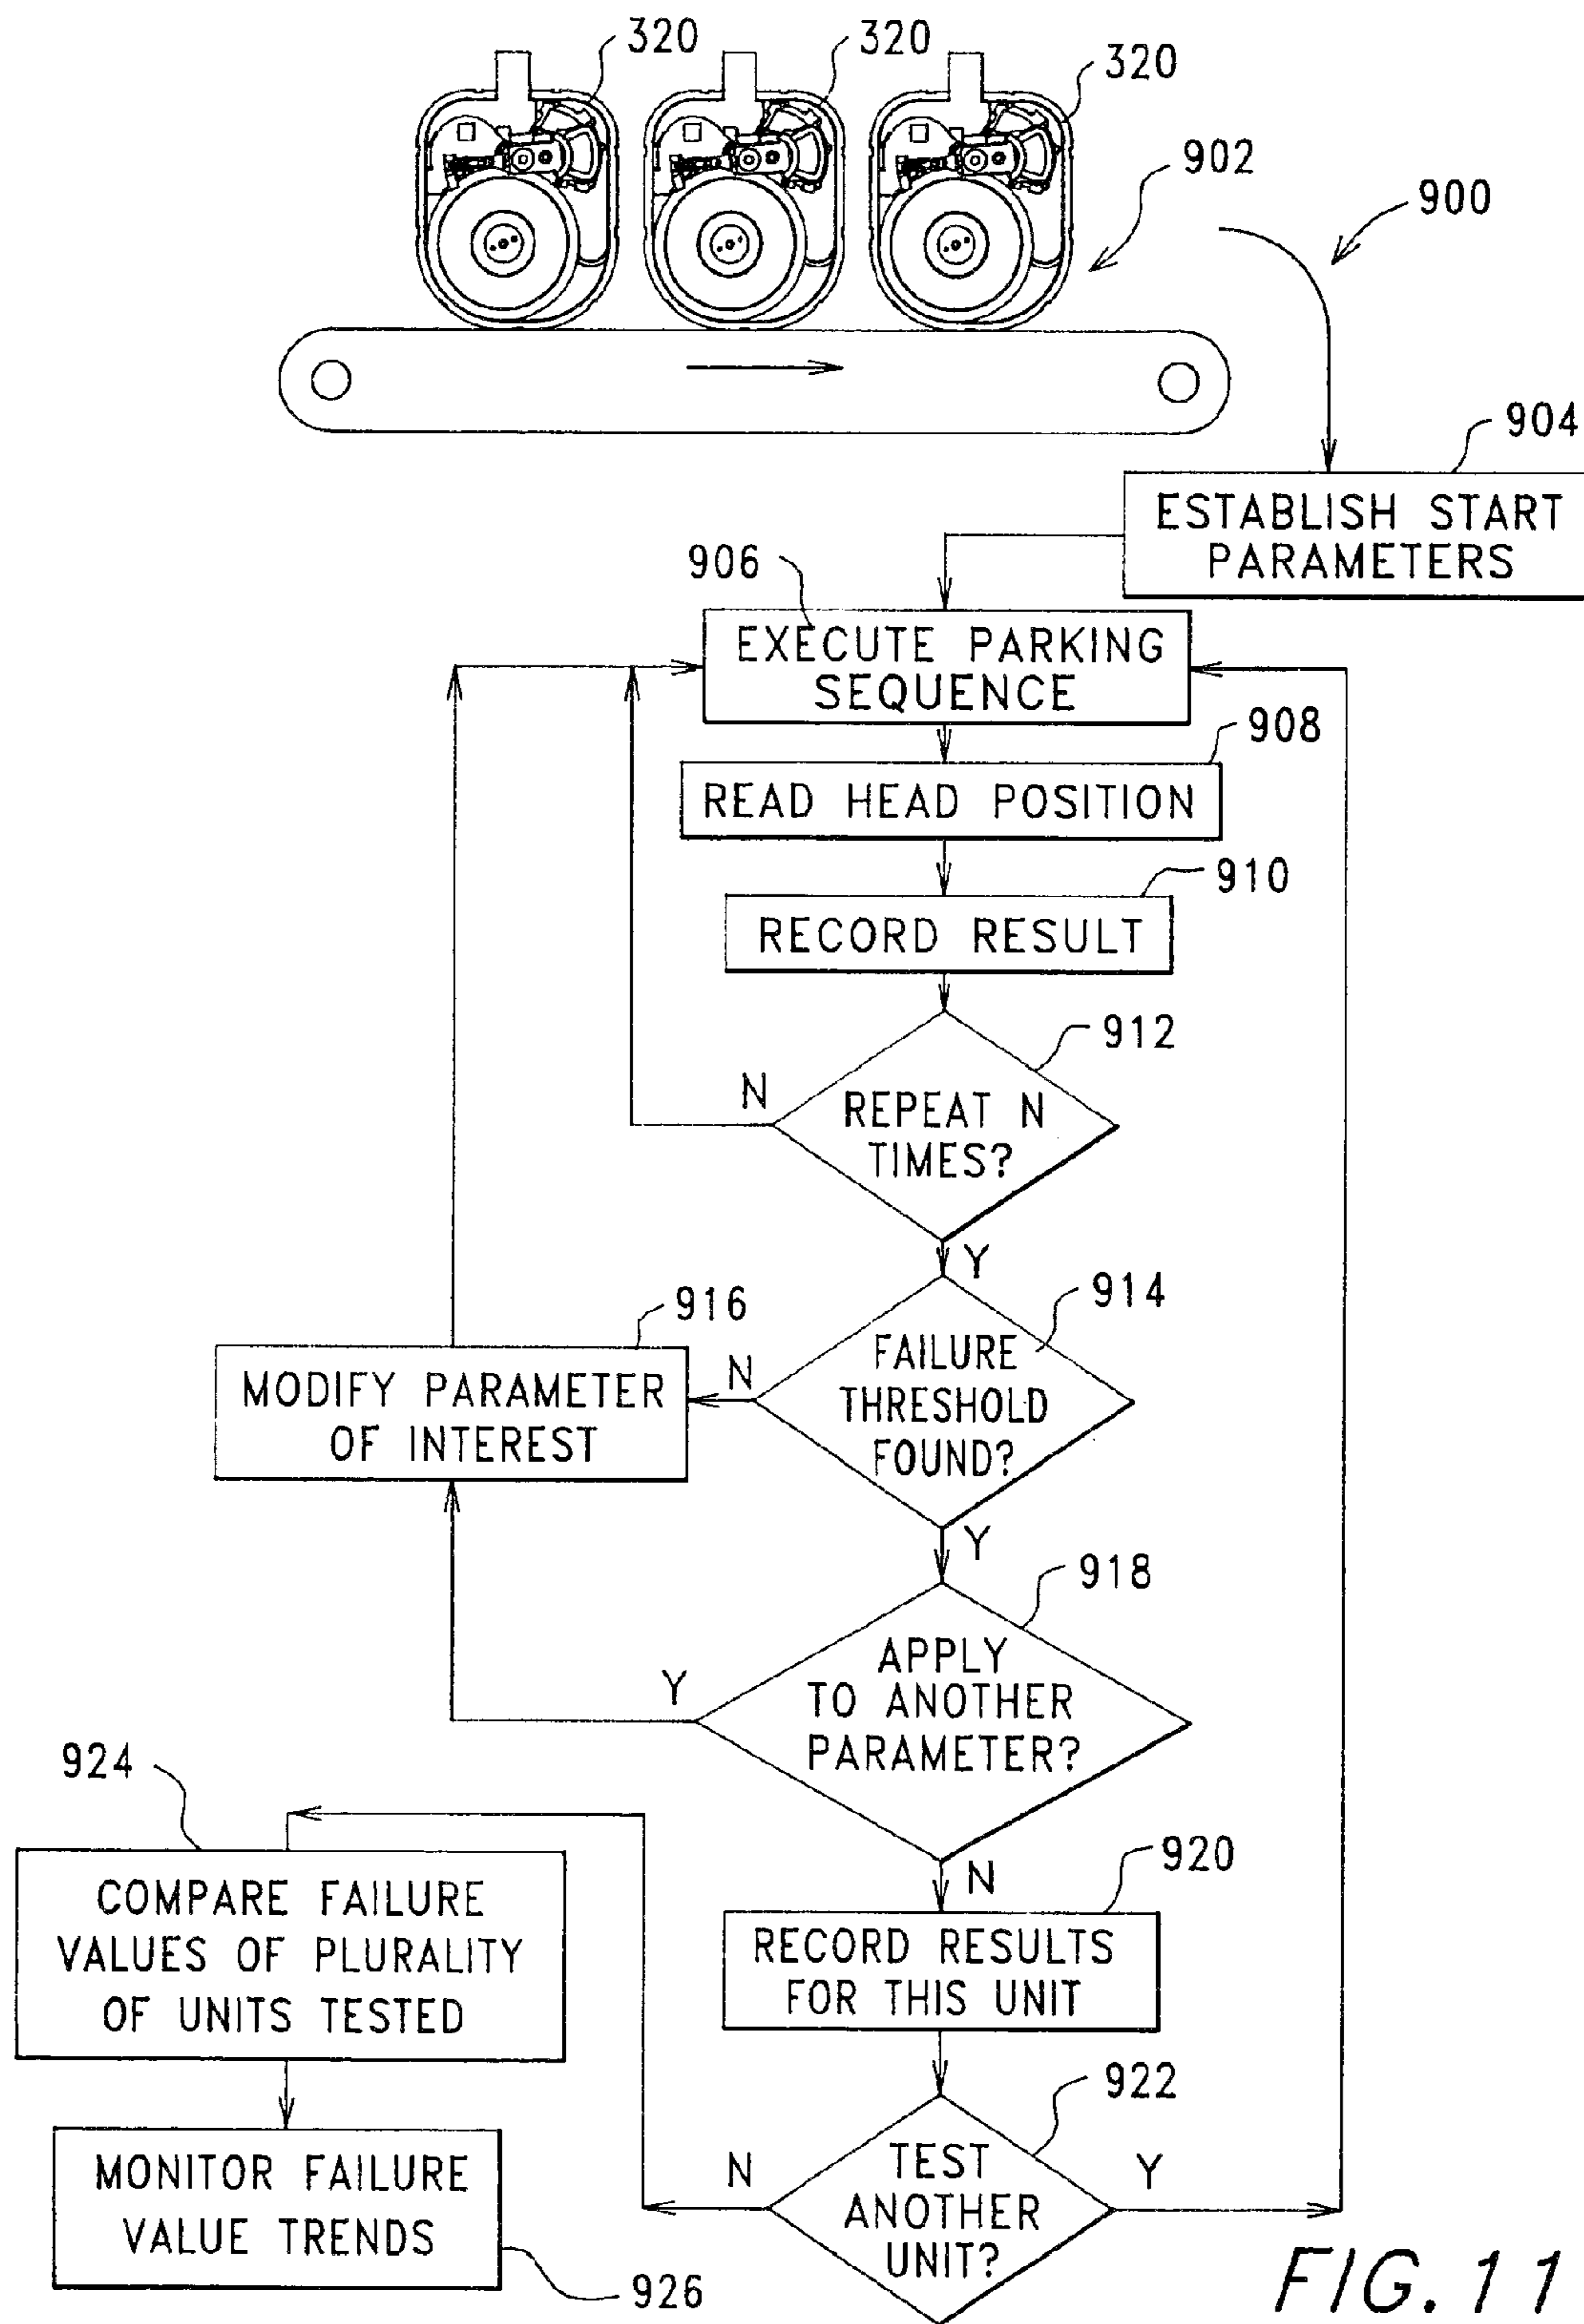 320
320
320
902
900
904
ESTABLISH START
PARAMETERS
906
EXECUTE PARKING
SEQUENCE
908
READ HEAD POSITION
910
RECORD RESULT
912
N
REPEAT N
TIMES?
Y
914
916
FAILURE
THRESHOLD
FOUND?
N
MODIFY PARAMETER
OF INTEREST
Y
918
APPLY
TO ANOTHER
PARAMETER?
Y
924
N
920
COMPARE FAILURE
VALUES OF PLURALITY
OF UNITS TESTED
RECORD RESULTS
FOR THIS UNIT
922
N
TEST
ANOTHER
UNIT?
Y
MONITOR FAILURE
VALUE TRENDS
926
FIG. 11